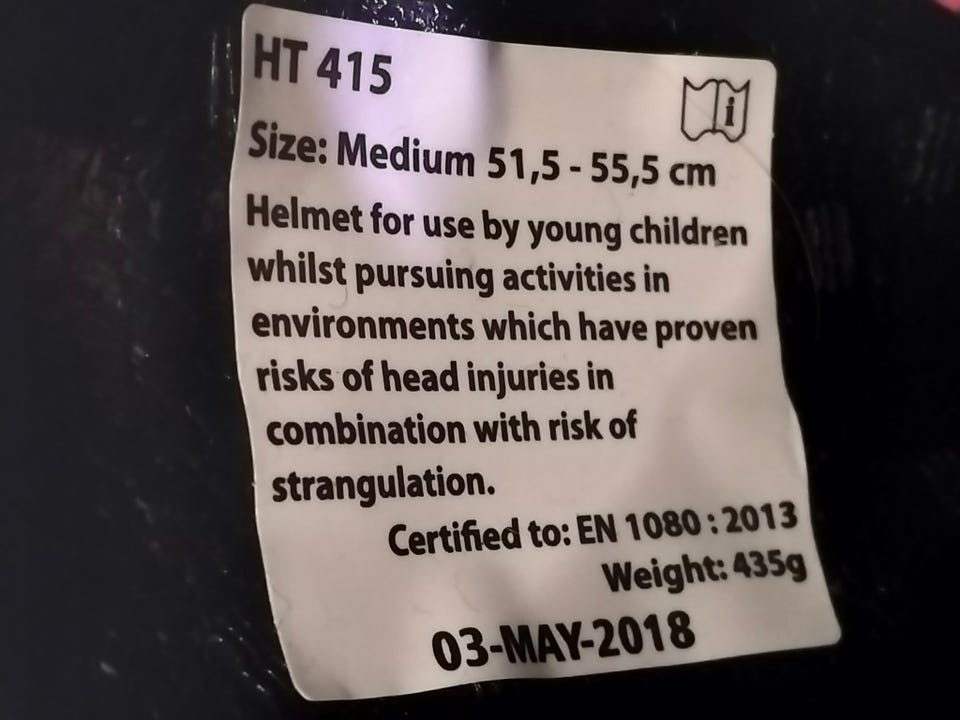 HT 415
Size: Medium 51,5 - 55,5 cm
Helmet for use by young children
whilst pursuing activities in
environments which have proven
risks of head injuries in
combination with risk of
strangulation.
Certified to: EN 1080 : 2013
Weight: 435g
03-MAY-2018